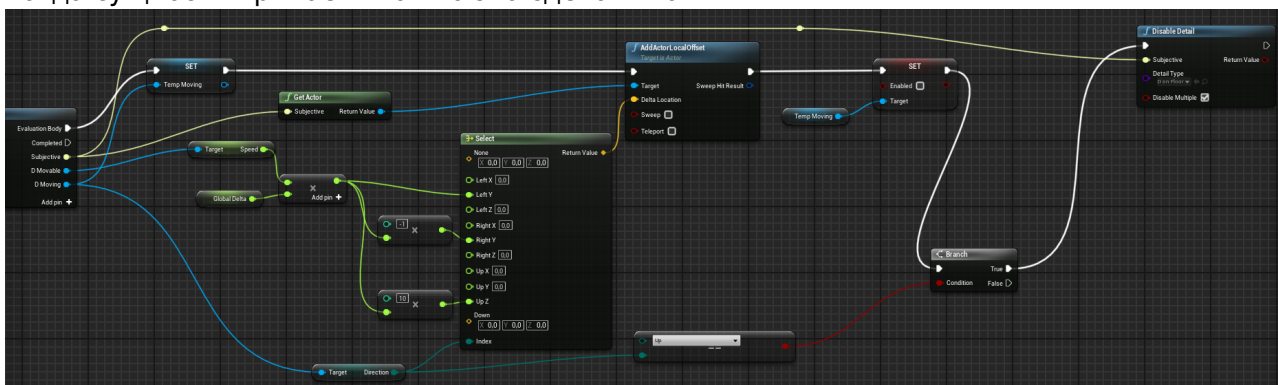 SET
Temp Moving
Evaluation Body
Completed
Subjective
D Movable
D Moving
Add pin
Get Actor
Subjective Return Value
Target Speed
Global Delta
Add pin
-1
10
Target Direction
Select
None Return Value
X 0,0 Y 0,0 Z 0,0
Left X 0,0
Left Y
Left Z 0,0
Right X 0,0
Right Y
Right Z 0,0
Up X 0,0
Up Y 0,0
Up Z
Down
X 0,0 Y 0,0 Z 0,0
Index
AddActorLocalOffset
Target is Actor
Target Sweep Hit Result
Delta Location
Sweep
Teleport
Up
==
Temp Moving
SET
Enabled
Target
Branch
True
Condition False
Disable Detail
Subjective Return Value
Detail Type
Disable Multiple